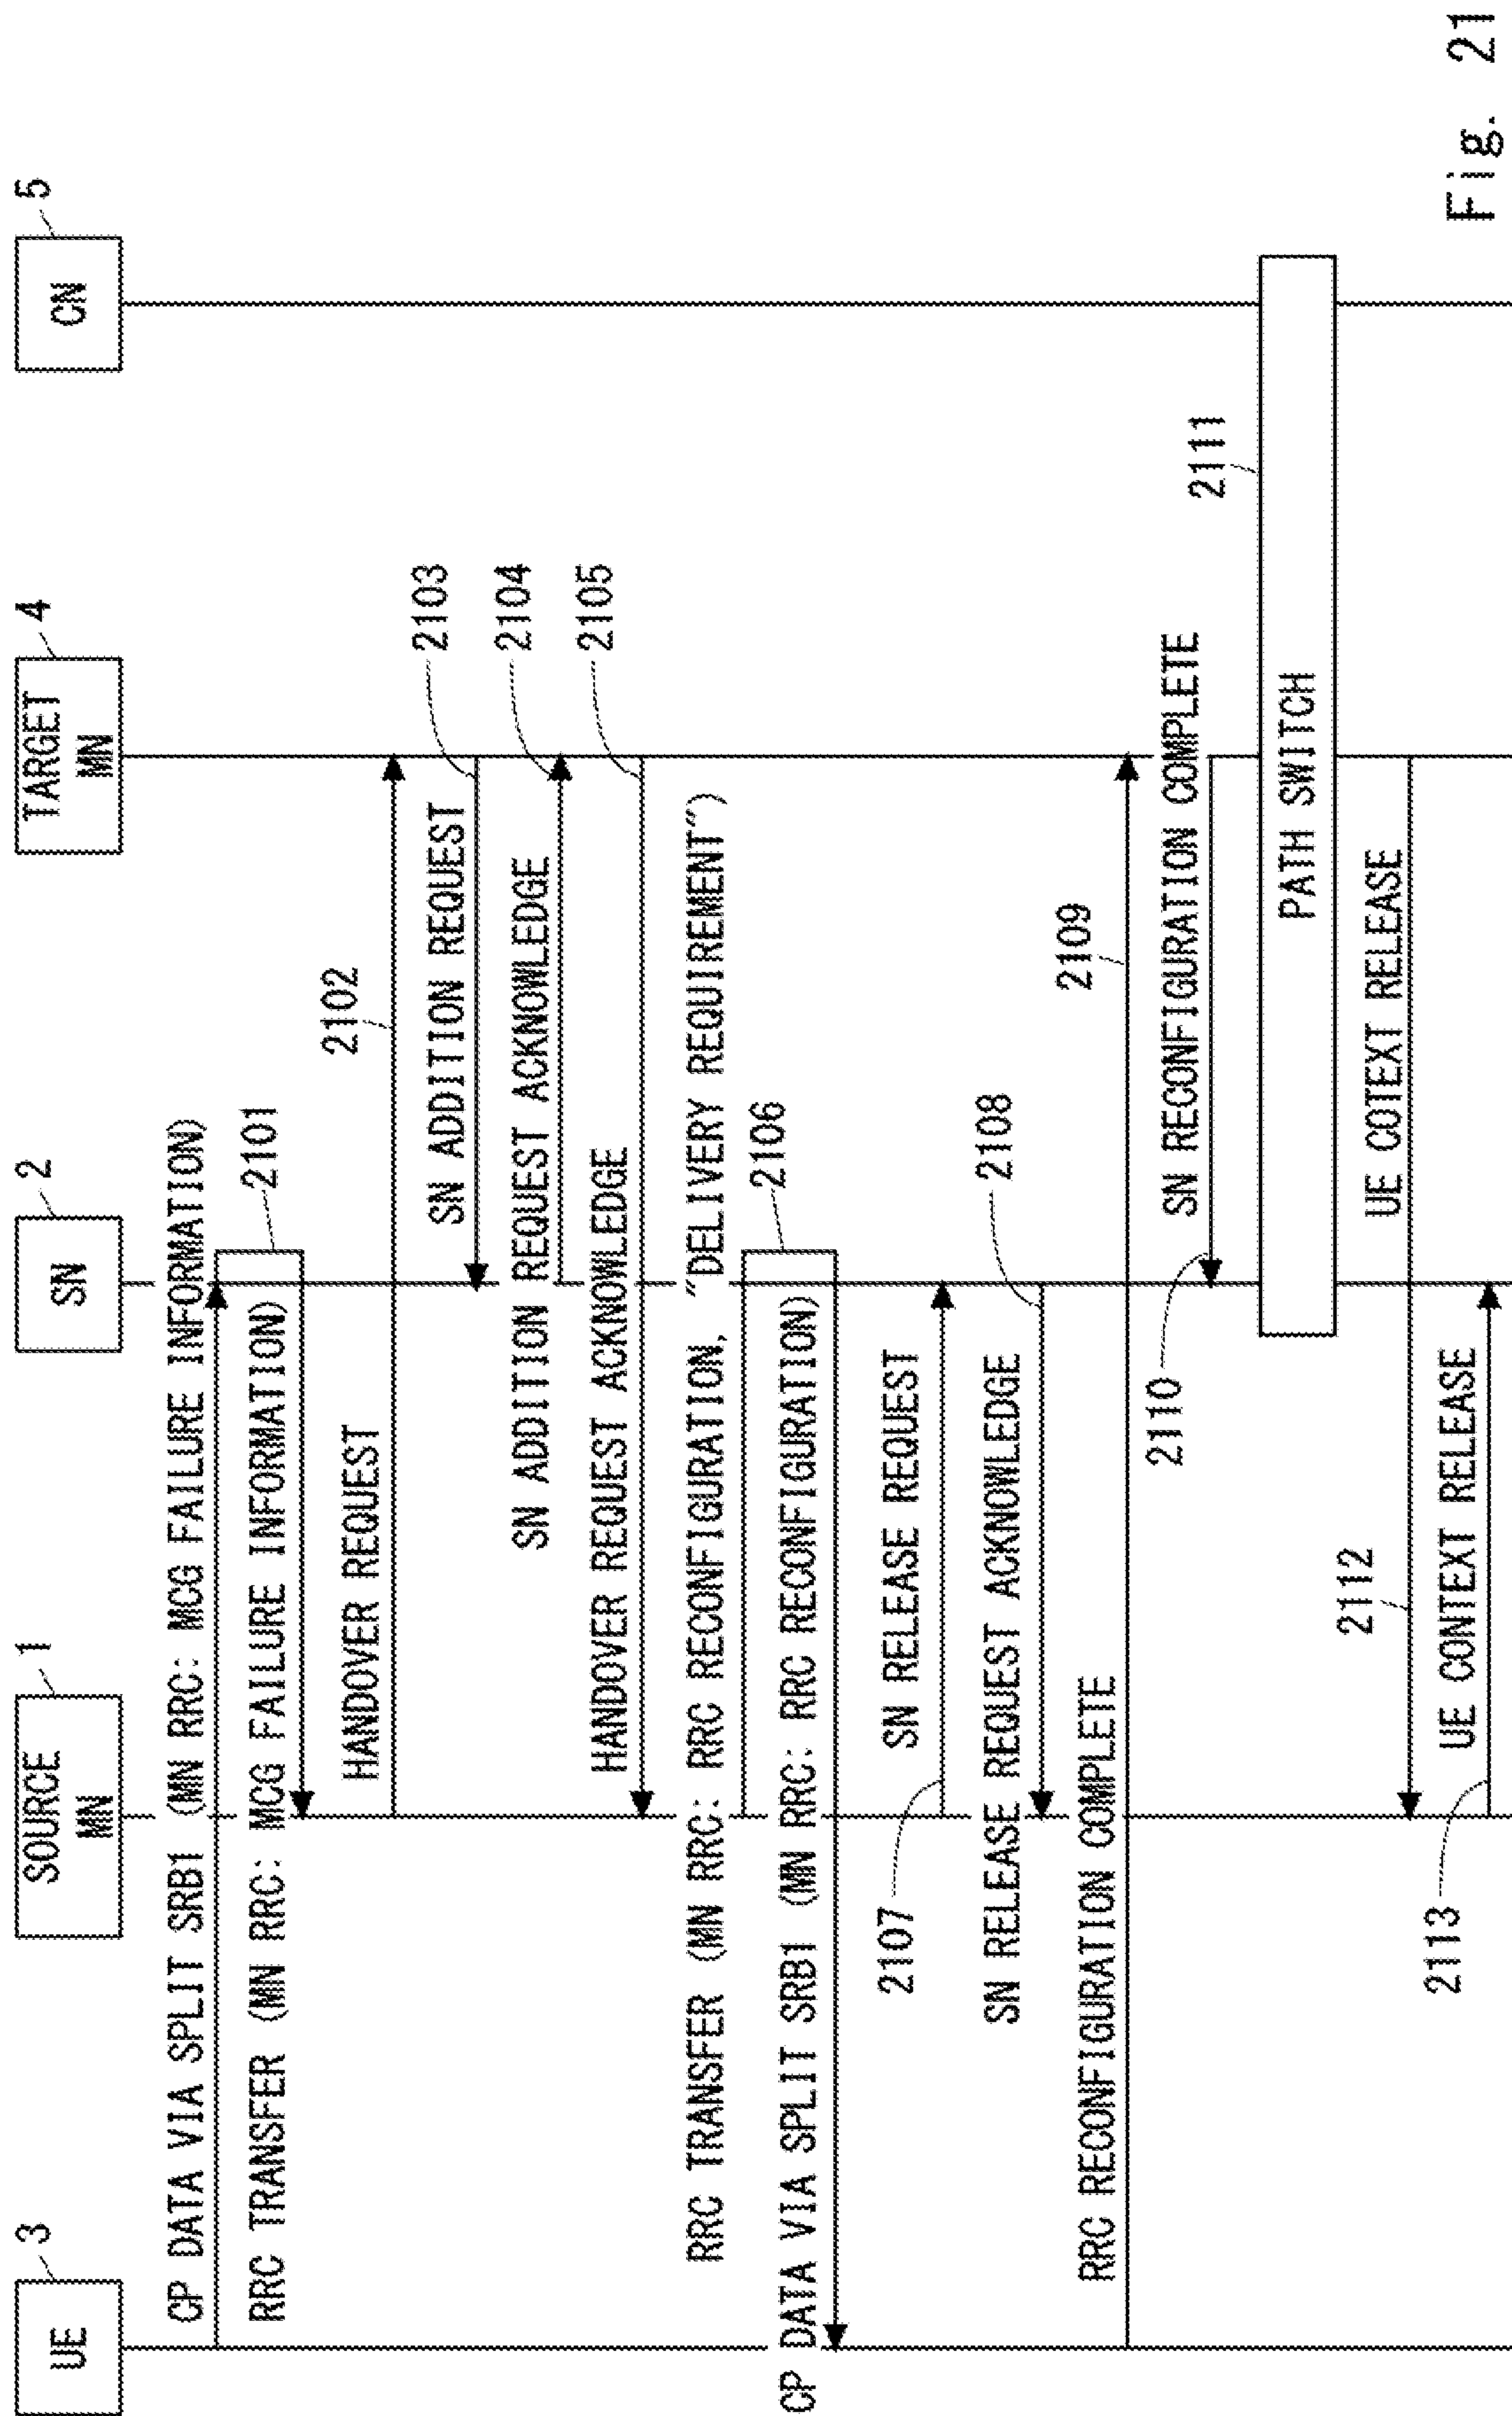 UE
3
SOURCE
MN
1
SN
2
TARGET
MN
4
CN
5
CP DATA VIA SPLIT SRB1 (MN RRC: MCG FAILURE INFORMATION)
RRC TRANSFER (MN RRC: MCG FAILURE INFORMATION)
2101
HANDOVER REQUEST
2102
SN ADDITION REQUEST
2103
SN ADDITION REQUEST ACKNOWLEDGE
2104
HANDOVER REQUEST ACKNOWLEDGE
2105
RRC TRANSFER (MN RRC: RRC RECONFIGURATION, "DELIVERY REQUIREMENT")
CP DATA VIA SPLIT SRB1 (MN RRC: RRC RECONFIGURATION)
2106
SN RELEASE REQUEST
2107
SN RELEASE REQUEST ACKNOWLEDGE
2108
RRC RECONFIGURATION COMPLETE
2109
SN RECONFIGURATION COMPLETE
2110
PATH SWITCH
2111
UE COTEXT RELEASE
2112
UE CONTEXT RELEASE
2113
Fig. 21